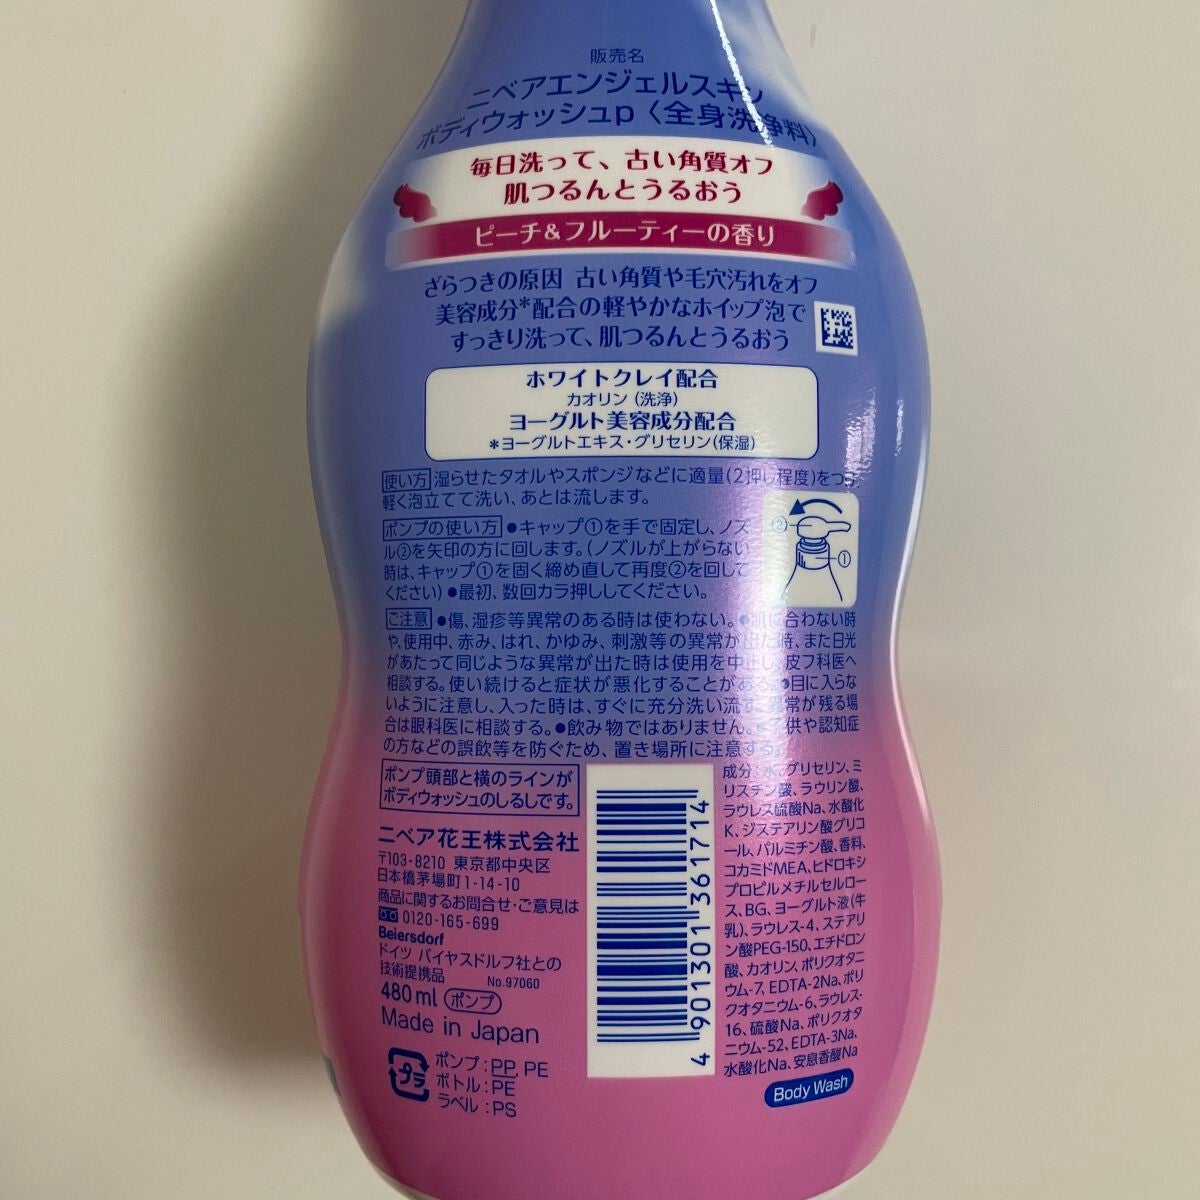 販売名
ニベアエンジェルスキン
ボディウォッシュp〈全身洗浄料〉
毎日洗って、古い角質オフ
肌つるんとうるおう
ピーチ&フルーティーの香り
ざらつきの原因 古い角質や毛穴汚れをオフ
美容成分*配合の軽やかなホイップ泡で
すっきり洗って、肌つるんとうるおう
ホワイトクレイ配合
カオリン(洗浄)
ヨーグルト美容成分配合
*ヨーグルトエキス・グリセリン(保湿)
使い方 湿らせたタオルやスポンジなどに適量(2押し程度)をつけ
軽く泡立てて洗い、あとは流します。
ポンプの使い方 ●キャップ①を手で固定し、ノズ
ル②を矢印の方に回します。(ノズルが上がらない
時は、キャップ①を固く締め直して再度②を回して
ください) ●最初、数回カラ押ししてください。
②
①
ご注意 ●傷、湿疹等異常のある時は使わない。●肌に合わない時
や、使用中、赤み、はれ、かゆみ、刺激等の異常が出た時、また日光
があたって同じような異常が出た時は使用を中止し、皮フ科医へ
相談する。使い続けると症状が悪化することがある。●目に入らな
いように注意し、入った時は、すぐに充分洗い流す。異常が残る場
合は眼科医に相談する。●飲み物ではありません。●子供や認知症
の方などの誤飲等を防ぐため、置き場所に注意する。
ポンプ頭部と横のラインが
ボディウォッシュのしるしです。
ニベア花王株式会社
〒103-8210 東京都中央区
日本橋茅場町1-14-10
商品に関するお問合せ・ご意見は
0120-165-699
Beiersdorf
ドイツ バイヤスドルフ社との
技術提携品 No.97060
480ml ポンプ
Made in Japan
プラ
ポンプ:PP, PE
ボトル:PE
ラベル:PS
4 901301 361714
成分:水、グリセリン、ミ
リスチン酸、ラウリン酸、
ラウレス硫酸Na、水酸化
K、ジステアリン酸グリコ
ール、パルミチン酸、香料、
コカミドMEA、ヒドロキシ
プロピルメチルセルロー
ス、BG、ヨーグルト液(牛
乳)、ラウレス-4、ステアリ
ン酸PEG-150、エチドロン
酸、カオリン、ポリクオタニ
ウム-7、EDTA-2Na、ポリ
クオタニウム-6、ラウレス-
16、硫酸Na、ポリクオタ
ニウム-52、EDTA-3Na、
水酸化Na、安息香酸Na
Body Wash